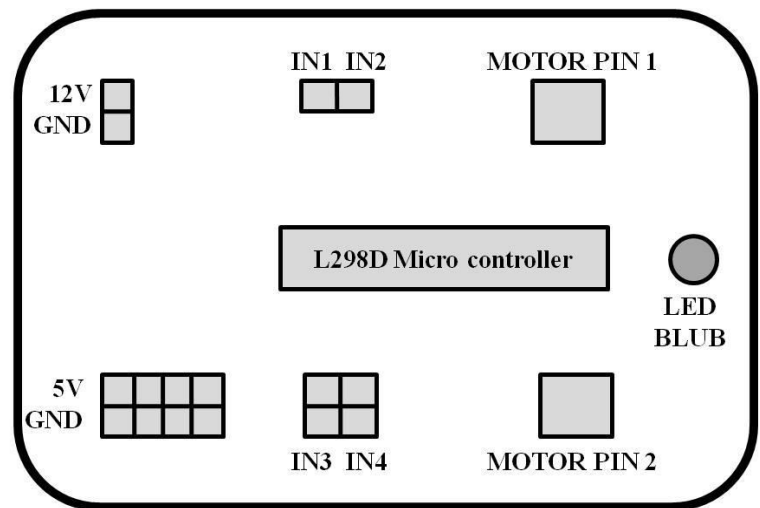 IN1 IN2
MOTOR PIN 1
12V
GND
L298D Micro controller
LED
BLUB
5V
GND
IN3 IN4
MOTOR PIN 2